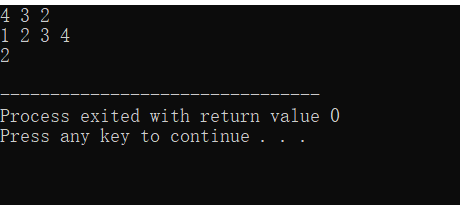 4 3 2
1 2 3 4
2
--------------------------------
Process exited with return value 0
Press any key to continue . . .